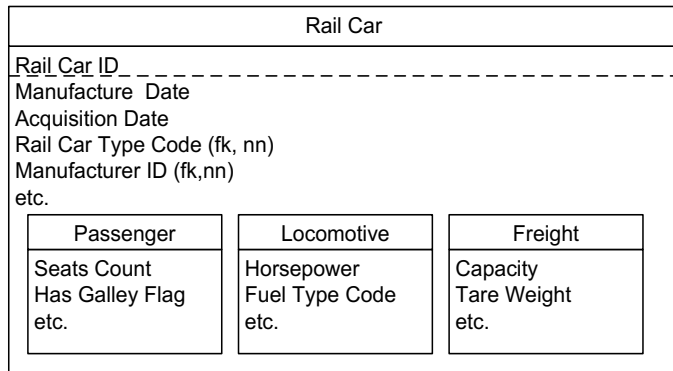 Rail Car
Rail Car ID
Manufacture  Date
Acquisition Date
Rail Car Type Code (fk, nn)
Manufacturer ID (fk,nn)
etc.
Passenger
Seats Count
Has Galley Flag
etc.
Locomotive
Horsepower
Fuel Type Code
etc.
Freight
Capacity
Tare Weight
etc.